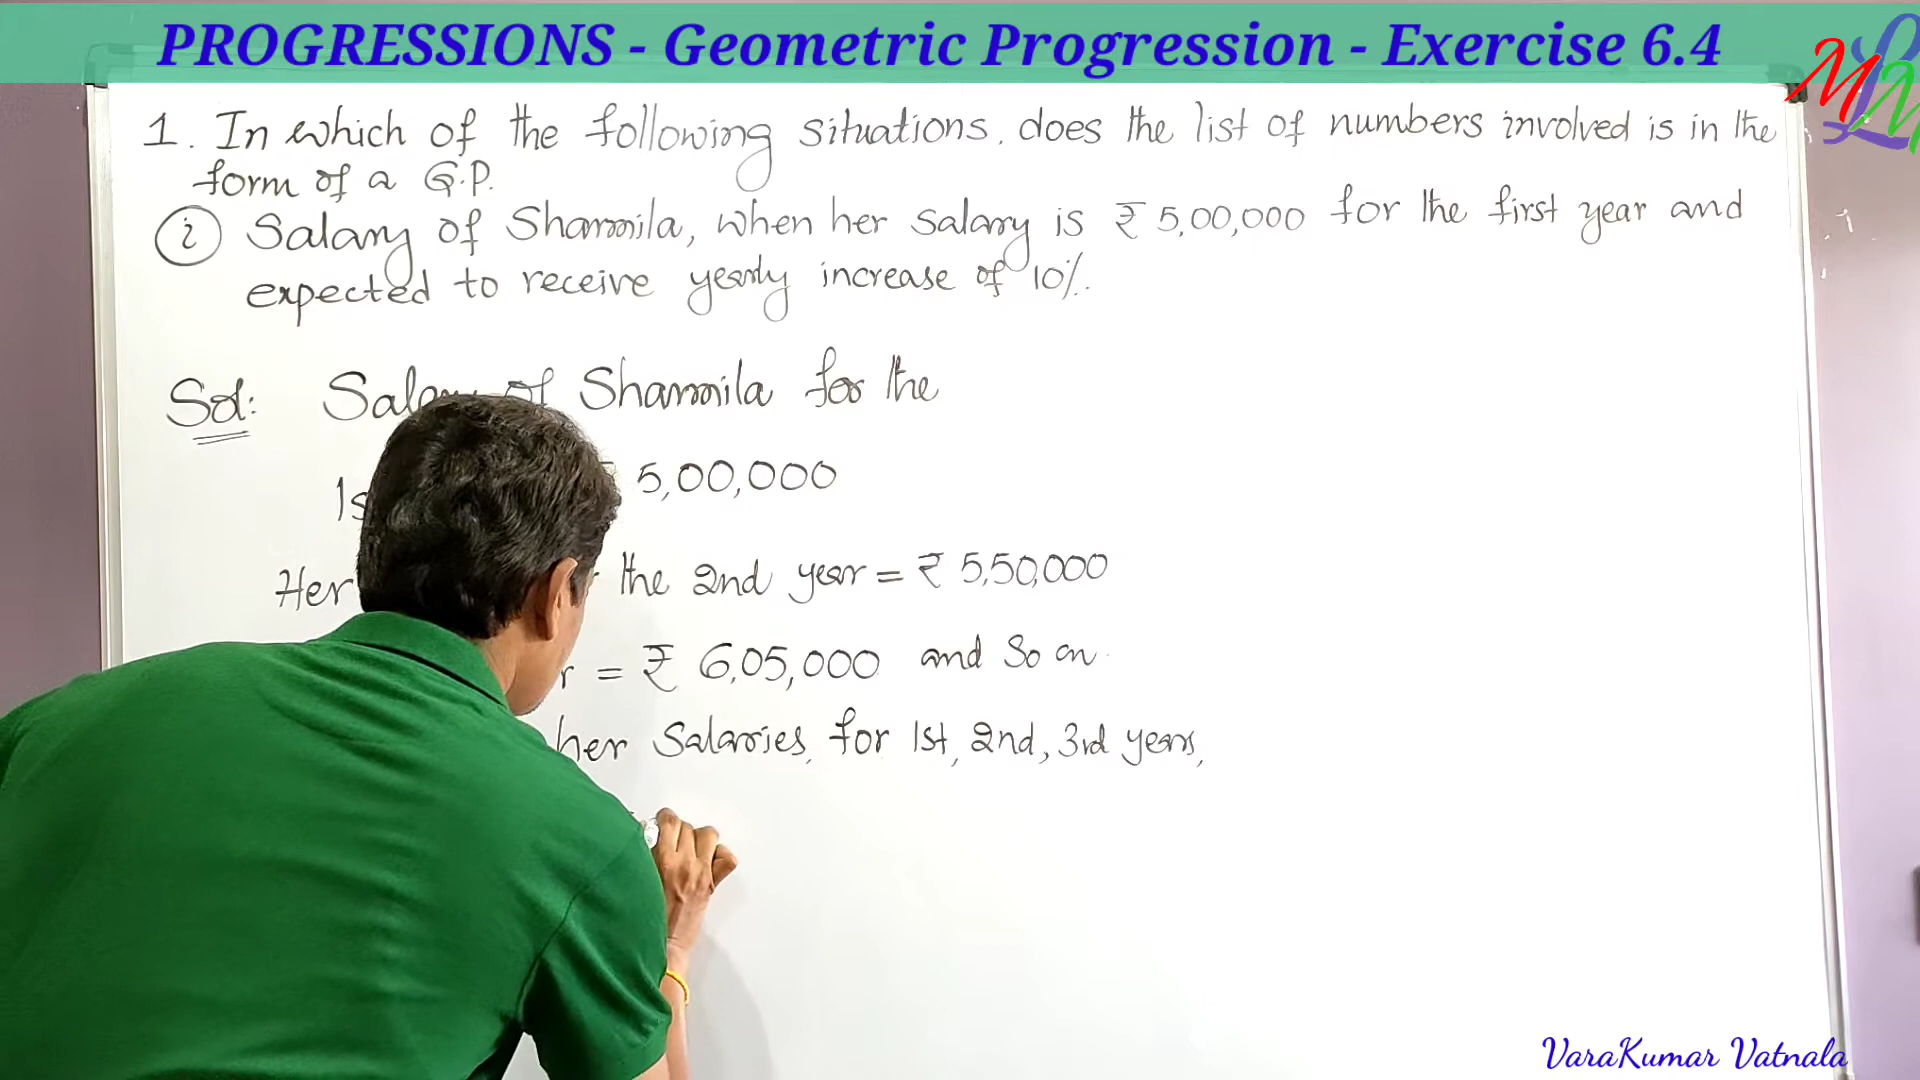 PROGRESSIONS - Geometric Progression - Exercise 6.4
MLM
1. In which of the following situations, does the list of numbers involved is in the
form of a G.P.
i Salary of Sharmila, when her salary is ₹ 5,00,000 for the first year and
expected to receive yearly increase of 10%.
Sol: Salary of Sharmila for the
5,00,000
Her the 2nd year = ₹ 5,50,000
= ₹ 6,05,000 and so on.
her Salaries, for 1st, 2nd, 3rd years,
VaraKumar Vatnala